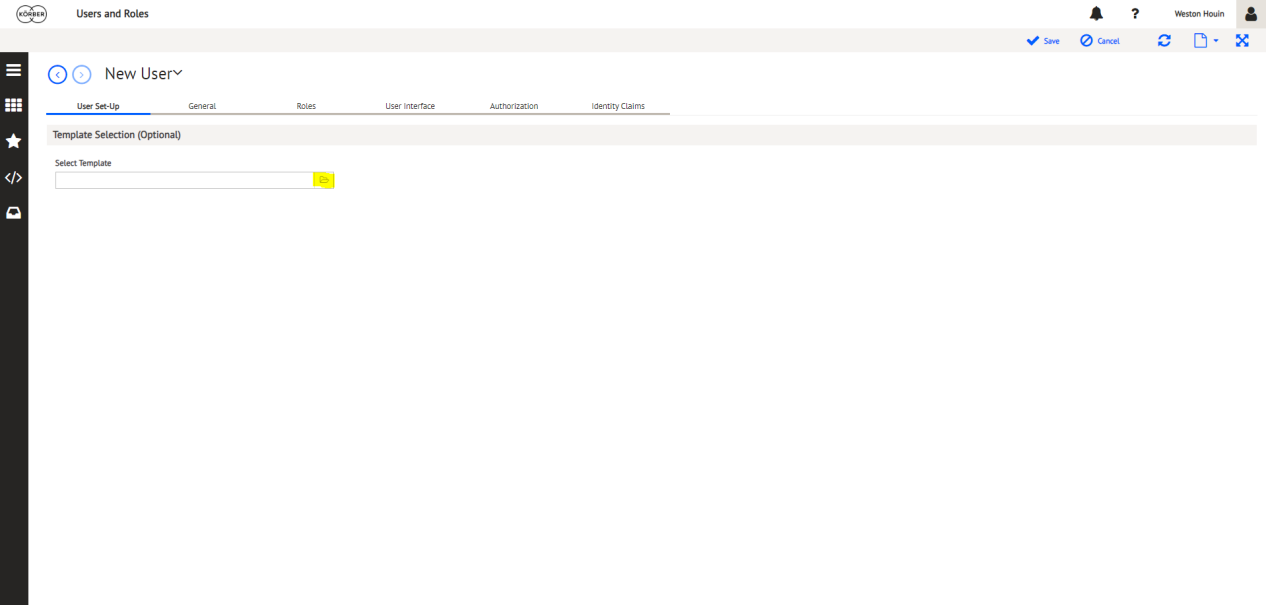 KÖRBER
Users and Roles
?
Weston Houin
Save
Cancel
New User
User Set-Up
General
Roles
User Interface
Authorization
Identity Claims
Template Selection (Optional)
Select Template